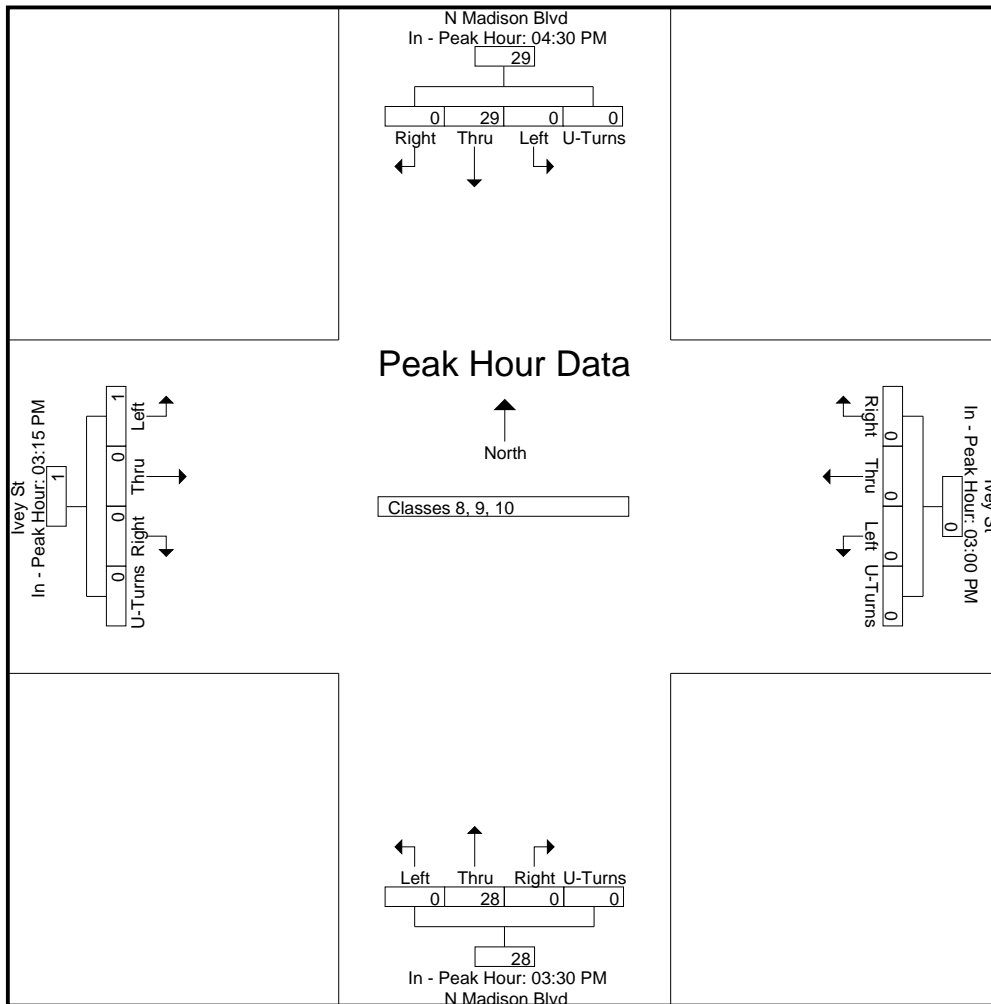 N Madison Blvd
In - Peak Hour: 04:30 PM
29
0 29 0 0
Right Thru Left U-Turns
Peak Hour Data
North
Classes 8, 9, 10
Ivey St
In - Peak Hour: 03:15 PM
1
1 0 0 0
Left Thru Right U-Turns
Ivey St
In - Peak Hour: 03:00 PM
0
0 0 0 0
Right Thru Left U-Turns
Left Thru Right U-Turns
0 28 0 0
28
In - Peak Hour: 03:30 PM
N Madison Blvd